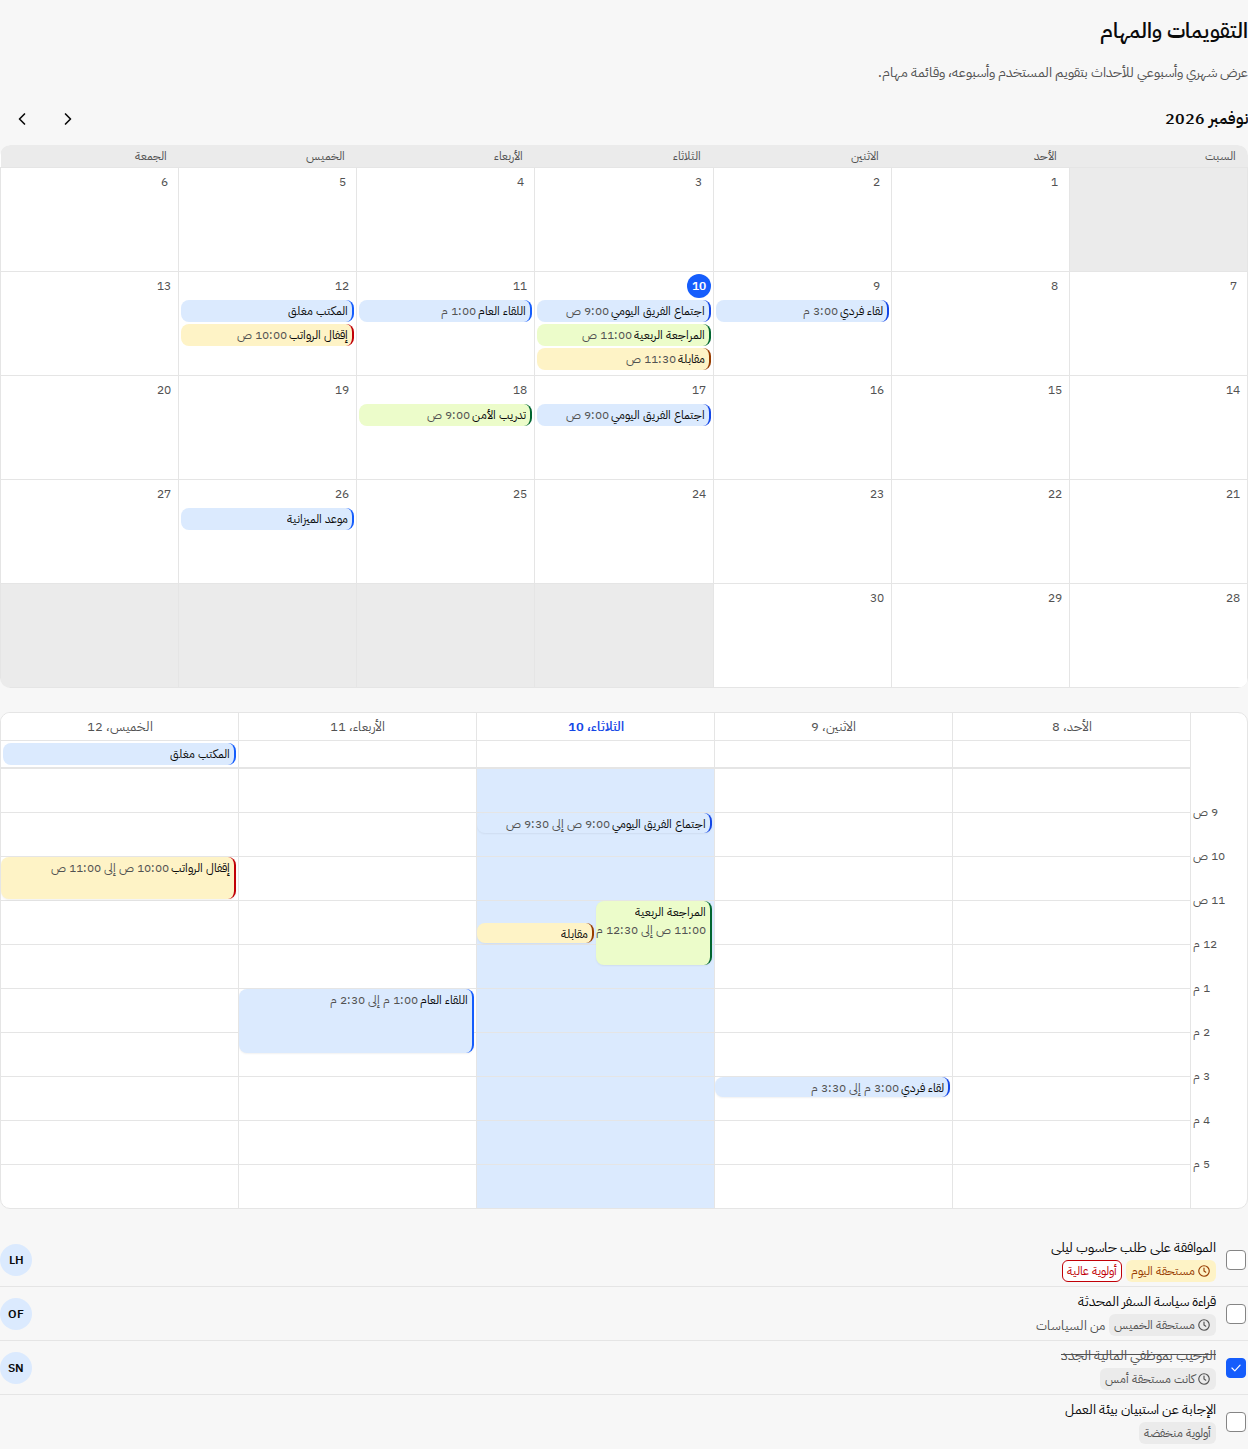 التقويمات والمهام
عرض شهري وأسبوعي للأحداث بتقويم المستخدم وأسبوعه، وقائمة مهام.
نوفمبر 2026
السبت الأحد الاثنين الثلاثاء الأربعاء الخميس الجمعة
1 2 3 4 5 6
7 8 9 10 11 12 13
لقاء فردي 3:00 م
اجتماع الفريق اليومي 9:00 ص
المراجعة الربعية 11:00 ص
مقابلة 11:30 ص
اللقاء العام 1:00 م
المكتب مغلق
إقفال الرواتب 10:00 ص
14 15 16 17 18 19 20
اجتماع الفريق اليومي 9:00 ص
تدريب الأمن 9:00 ص
21 22 23 24 25 26 27
موعد الميزانية
28 29 30
الأحد، 8 الاثنين، 9 الثلاثاء، 10 الأربعاء، 11 الخميس، 12
المكتب مغلق
9 ص
اجتماع الفريق اليومي 9:00 ص إلى 9:30 ص
10 ص
إقفال الرواتب 10:00 ص إلى 11:00 ص
11 ص
المراجعة الربعية
11:00 ص إلى 12:30 م
مقابلة
12 م
1 م
اللقاء العام 1:00 م إلى 2:30 م
2 م
3 م
لقاء فردي 3:00 م إلى 3:30 م
4 م
5 م
الموافقة على طلب حاسوب ليلى
مستحقة اليوم أولوية عالية
LH
قراءة سياسة السفر المحدثة
مستحقة الخميس من السياسات
OF
الترحيب بموظفي المالية الجدد
كانت مستحقة أمس
SN
الإجابة عن استبيان بيئة العمل
أولوية منخفضة